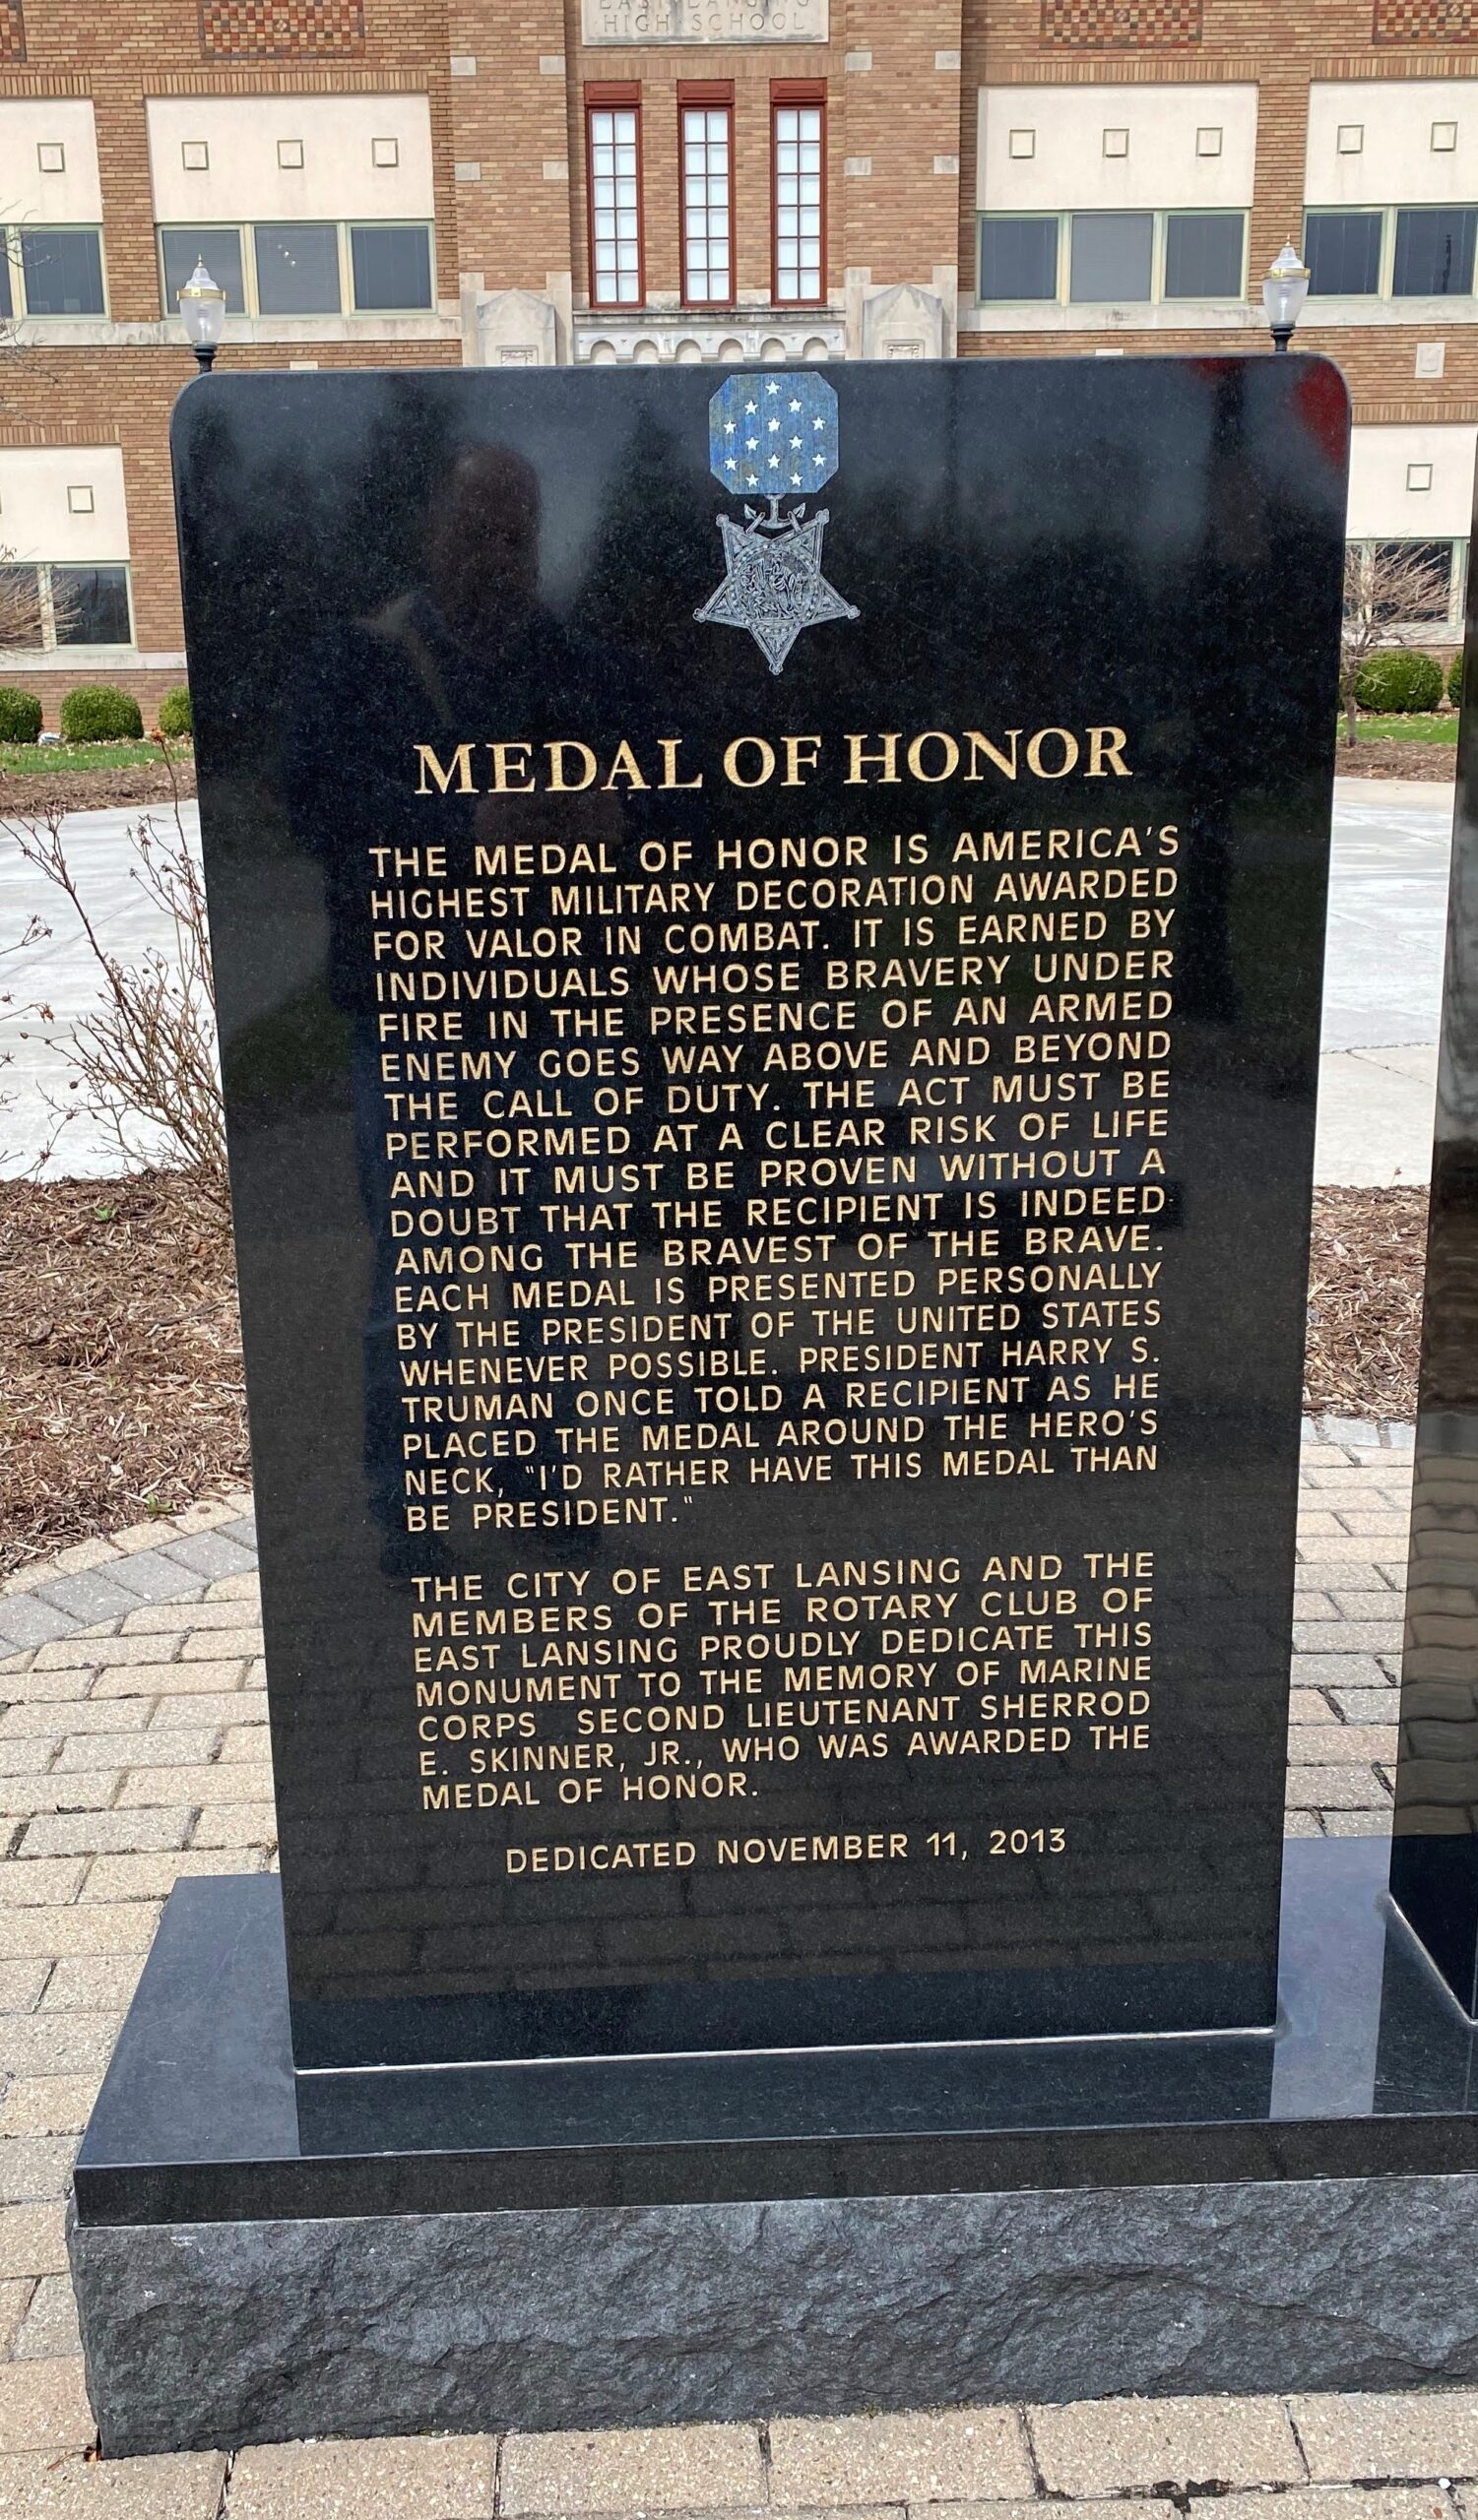 EAST LANSING
HIGH SCHOOL
MEDAL OF HONOR
THE MEDAL OF HONOR IS AMERICA'S
HIGHEST MILITARY DECORATION AWARDED
FOR VALOR IN COMBAT. IT IS EARNED BY
INDIVIDUALS WHOSE BRAVERY UNDER
FIRE IN THE PRESENCE OF AN ARMED
ENEMY GOES WAY ABOVE AND BEYOND
THE CALL OF DUTY. THE ACT MUST BE
PERFORMED AT A CLEAR RISK OF LIFE
AND IT MUST BE PROVEN WITHOUT A
DOUBT THAT THE RECIPIENT IS INDEED
AMONG THE BRAVEST OF THE BRAVE.
EACH MEDAL IS PRESENTED PERSONALLY
BY THE PRESIDENT OF THE UNITED STATES
WHENEVER POSSIBLE. PRESIDENT HARRY S.
TRUMAN ONCE TOLD A RECIPIENT AS HE
PLACED THE MEDAL AROUND THE HERO'S
NECK, "I'D RATHER HAVE THIS MEDAL THAN
BE PRESIDENT."
THE CITY OF EAST LANSING AND THE
MEMBERS OF THE ROTARY CLUB OF
EAST LANSING PROUDLY DEDICATE THIS
MONUMENT TO THE MEMORY OF MARINE
CORPS SECOND LIEUTENANT SHERROD
E. SKINNER, JR., WHO WAS AWARDED THE
MEDAL OF HONOR.
DEDICATED NOVEMBER 11, 2013